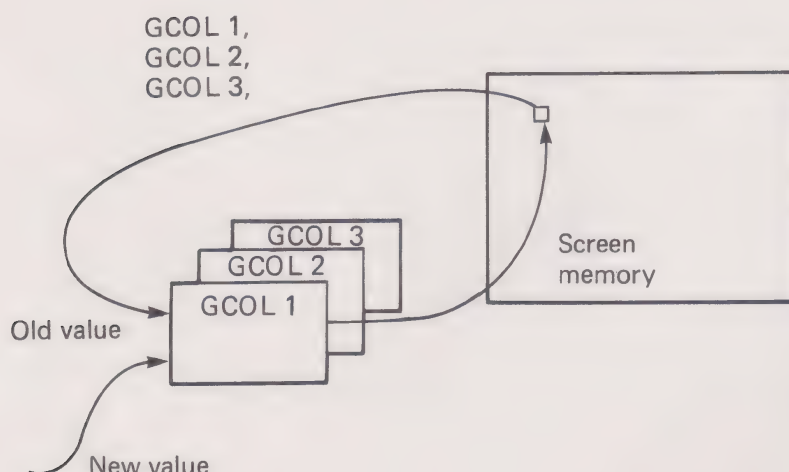 GCOL 1,
GCOL 2,
GCOL 3,
GCOL 3
GCOL 2
GCOL 1
Screen
memory
Old value
New value